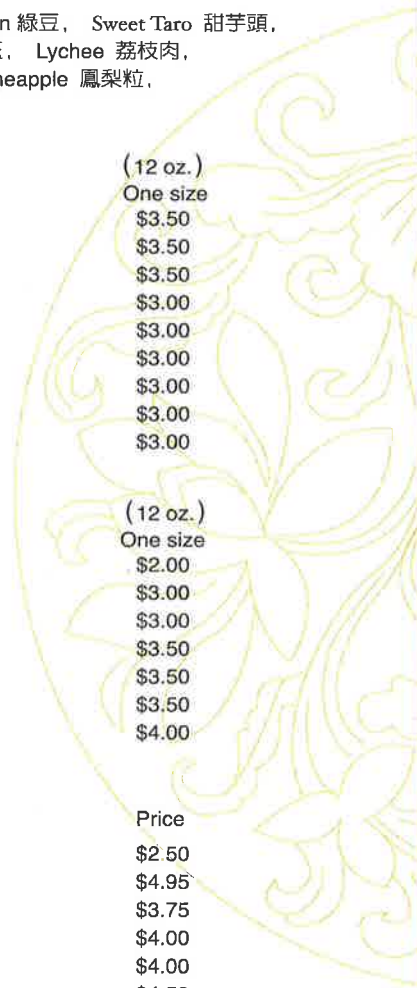 n 綠豆, Sweet Taro 甜芋頭,
Lychee 荔枝肉,
neapple 鳳梨粒,
(12 oz.)
One size
$3.50
$3.50
$3.50
$3.00
$3.00
$3.00
$3.00
$3.00
$3.00
(12 oz.)
One size
$2.00
$3.00
$3.00
$3.50
$3.50
$3.50
$4.00
Price
$2.50
$4.95
$3.75
$4.00
$4.00